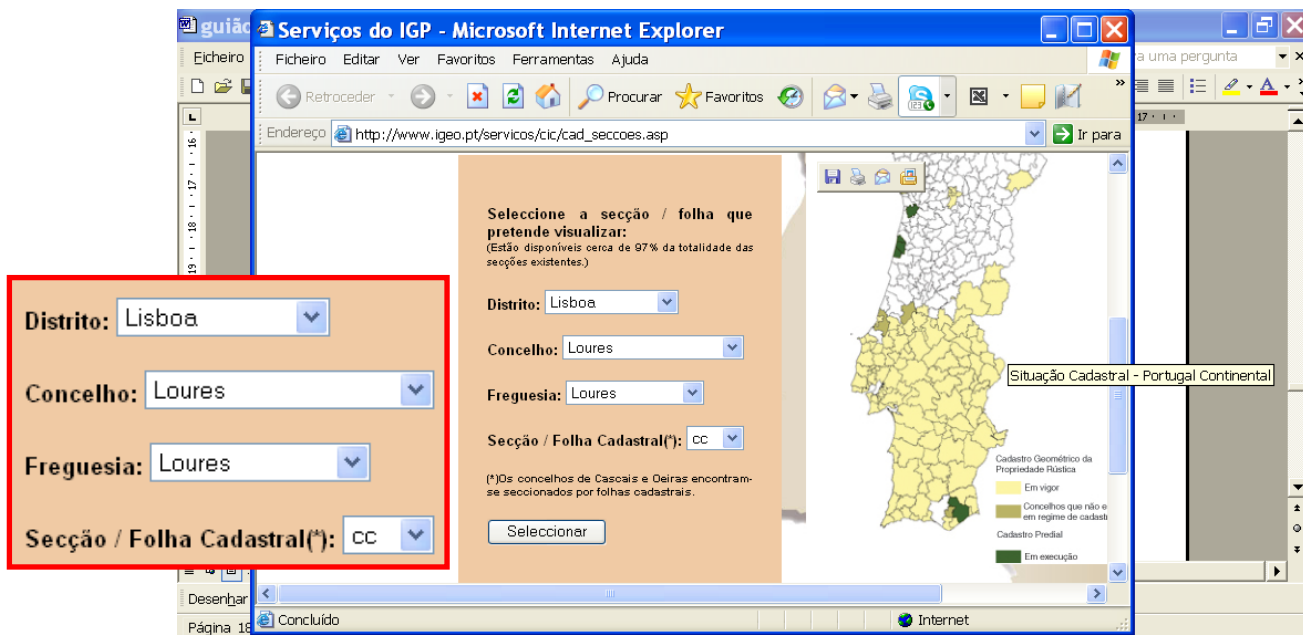 guião
Serviços do IGP - Microsoft Internet Explorer
Ficheiro
a uma pergunta
Ficheiro Editar Ver Favoritos Ferramentas Ajuda
Retroceder Procurar Favoritos
Endereço http://www.igeo.pt/servicos/cic/cad_seccoes.asp Ir para
L
17
16
17
18
19
Seleccione a secção / folha que
pretende visualizar:
(Estão disponíveis cerca de 97% da totalidade das
secções existentes.)
Distrito: Lisboa
Concelho: Loures
Freguesia: Loures
Secção / Folha Cadastral(*): CC
(*)Os concelhos de Cascais e Oeiras encontram-
se seccionados por folhas cadastrais.
Seleccionar
Distrito: Lisboa
Concelho: Loures
Freguesia: Loures
Secção / Folha Cadastral(*): CC
Situação Cadastral - Portugal Continental
Cadastro Geométrico da
Propriedade Rústica
Em vigor
Concelhos que não e
em regime de cadast
Cadastro Predial
Em execução
Desenhar
Página 18
Concluído
Internet